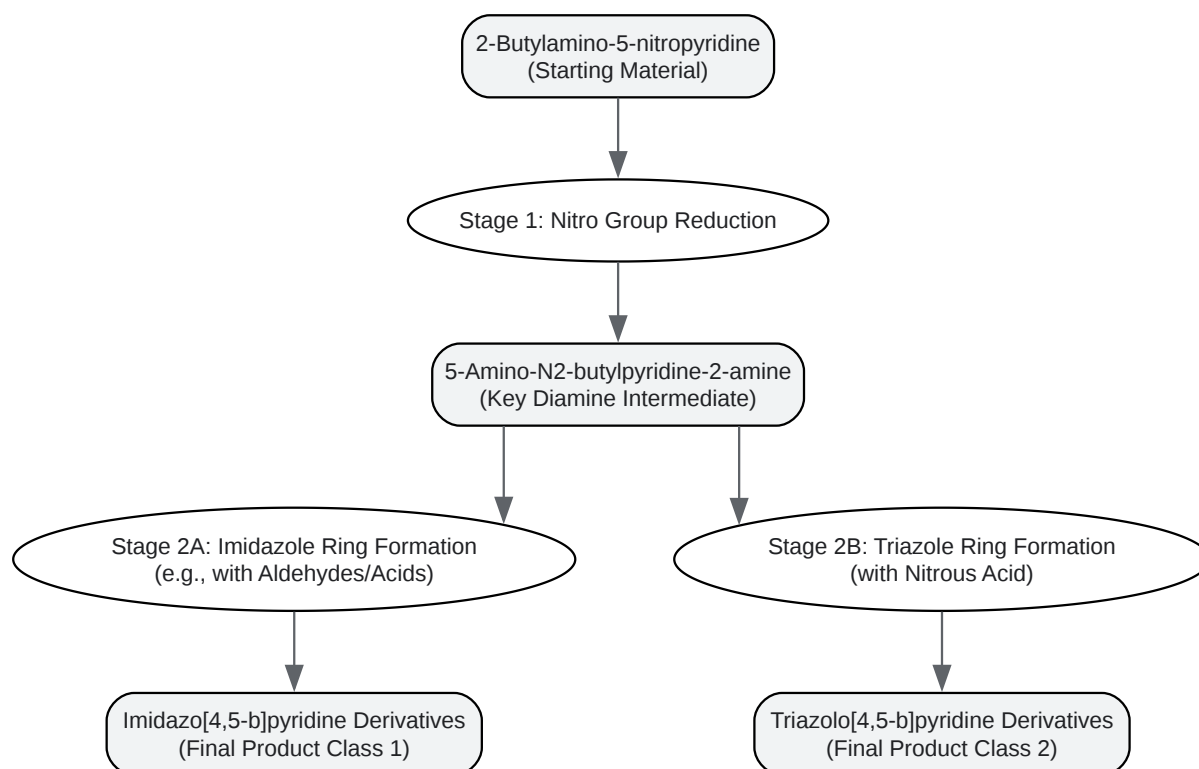 2-Butylamino-5-nitropyridine
(Starting Material)
Stage 1: Nitro Group Reduction
5-Amino-N2-butylpyridine-2-amine
(Key Diamine Intermediate)
Stage 2A: Imidazole Ring Formation
(e.g., with Aldehydes/Acids)
Stage 2B: Triazole Ring Formation
(with Nitrous Acid)
Imidazo[4,5-b]pyridine Derivatives
(Final Product Class 1)
Triazolo[4,5-b]pyridine Derivatives
(Final Product Class 2)